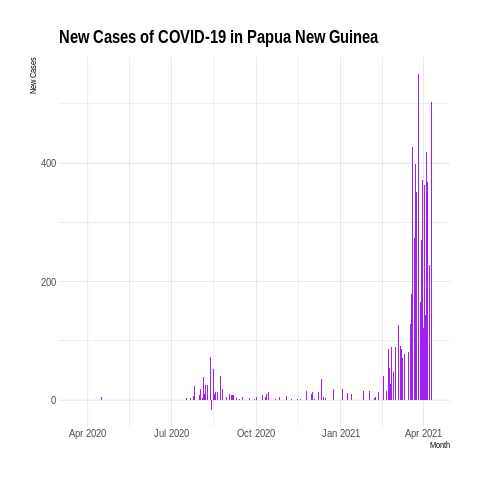 New Cases of COVID-19 in Papua New Guinea
New Cases
400
200
0
Apr 2020
Jul 2020
Oct 2020
Jan 2021
Apr 2021
Month